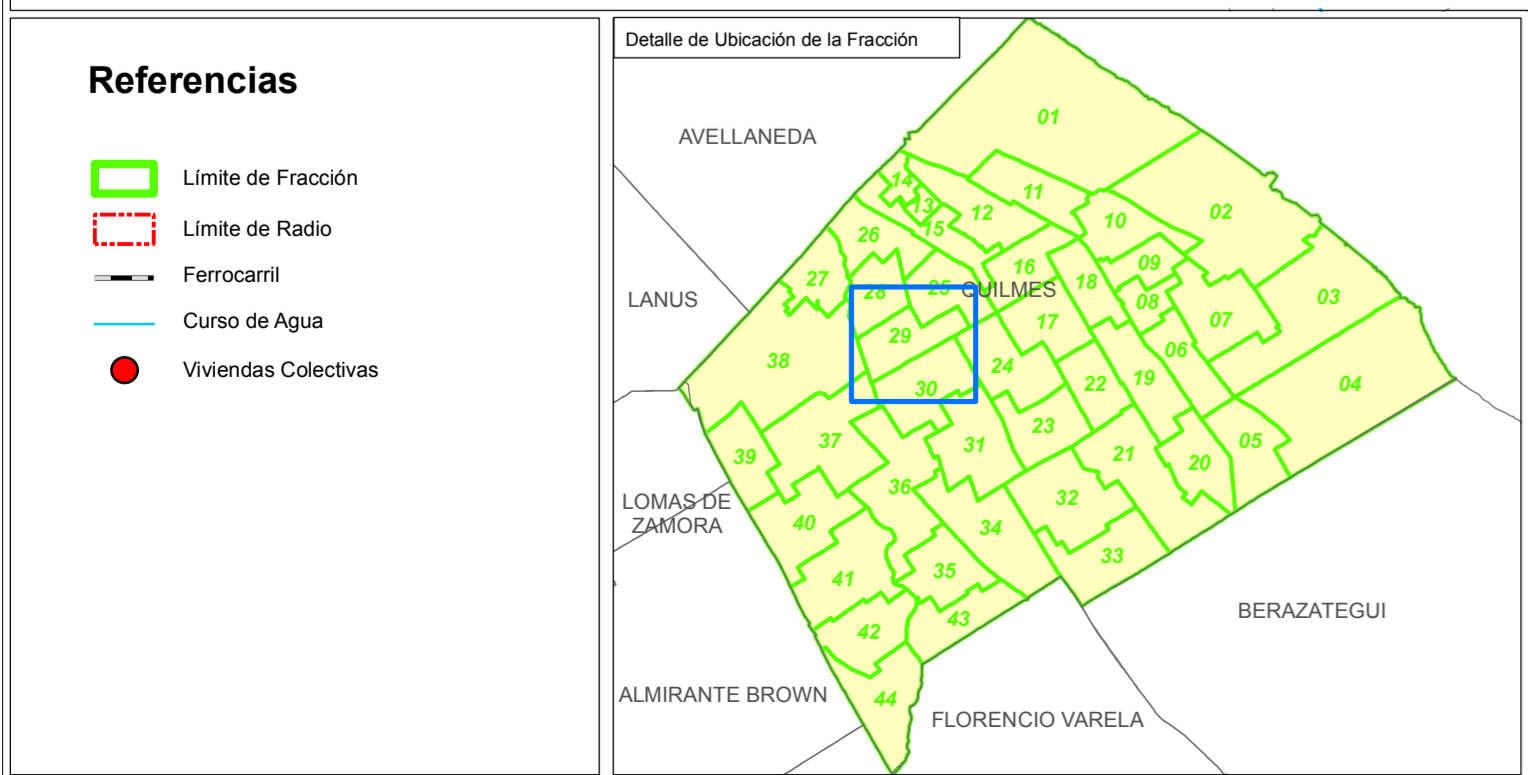 Referencias
Límite de Fracción
Límite de Radio
Ferrocarril
Curso de Agua
Viviendas Colectivas
Detalle de Ubicación de la Fracción
01
AVELLANEDA
14
11
13
12
02
10
15
26
16
09
27
28
25
QUILMES
18
03
LANUS
08
07
29
17
38
06
24
30
22
19
04
23
37
31
05
39
21
20
36
32
LOMAS DE
ZAMORA
40
34
33
35
41
43
BERAZATEGUI
42
ALMIRANTE BROWN
44
FLORENCIO VARELA